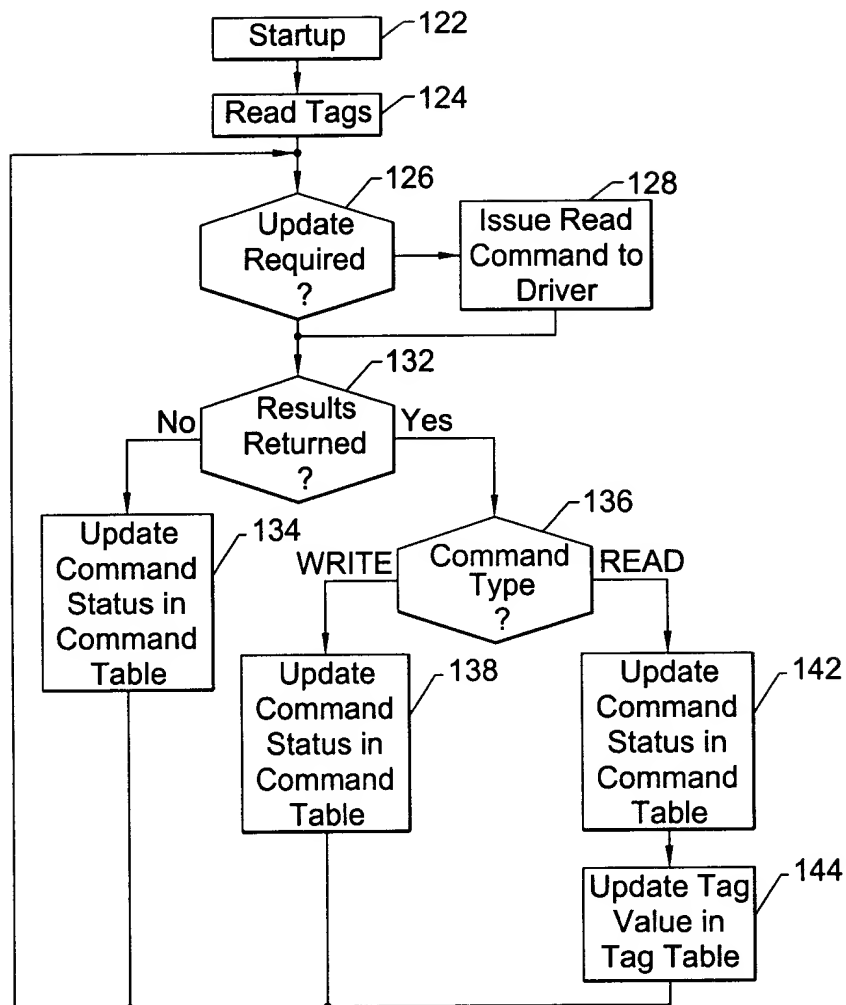 Startup
122
Read Tags
124
126
Update
Required
?
128
Issue Read
Command to
Driver
132
Results
Returned
?
No
Yes
134
Update
Command
Status in
Command
Table
136
Command
Type
?
WRITE
READ
138
Update
Command
Status in
Command
Table
142
Update
Command
Status in
Command
Table
144
Update Tag
Value in
Tag Table